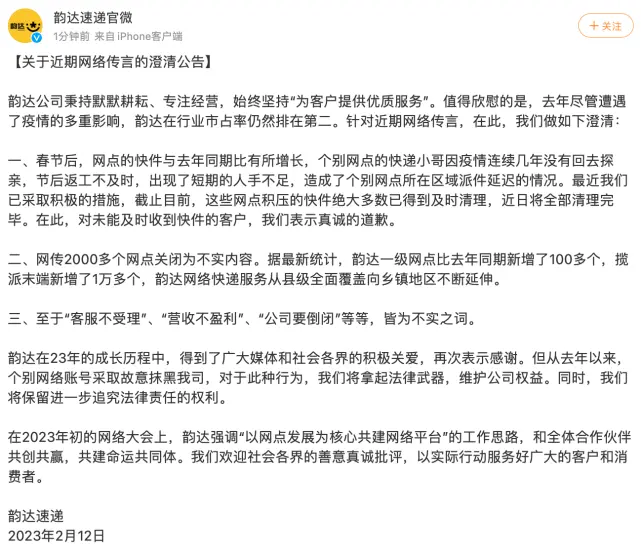 韵达速递官微
1分钟前 来自 iPhone客户端
+ 关注
韵达
【关于近期网络传言的澄清公告】
韵达公司秉持默默耕耘、专注经营，始终坚持“为客户提供优质服务”。值得欣慰的是，去年尽管遭遇
了疫情的多重影响，韵达在行业市占率仍然排在第二。针对近期网络传言，在此，我们做如下澄清：
一、春节后，网点的快件与去年同期比有所增长，个别网点的快递小哥因疫情连续几年没有回去探
亲，节后返工不及时，出现了短期的人手不足，造成了个别网点所在区域派件延迟的情况。最近我们
已采取积极的措施，截止目前，这些网点积压的快件绝大多数已得到及时清理，近日将全部清理完
毕。在此，对未能及时收到快件的客户，我们表示真诚的道歉。
二、网传2000多个网点关闭为不实内容。据最新统计，韵达一级网点比去年同期新增了100多个，揽
派末端新增了1万多个，韵达网络快递服务从县级全面覆盖向乡镇地区不断延伸。
三、至于“客服不受理”、“营收不盈利”、“公司要倒闭”等等，皆为不实之词。
韵达在23年的成长历程中，得到了广大媒体和社会各界的积极关爱，再次表示感谢。但从去年以来，
个别网络账号采取故意抹黑我司，对于此种行为，我们将拿起法律武器，维护公司权益。同时，我们
将保留进一步追究法律责任的权利。
在2023年初的网络大会上，韵达强调“以网点发展为核心共建网络平台”的工作思路，和全体合作伙伴
共创共赢，共建命运共同体。我们欢迎社会各界的善意真诚批评，以实际行动服务好广大的客户和消
费者。
韵达速递
2023年2月12日